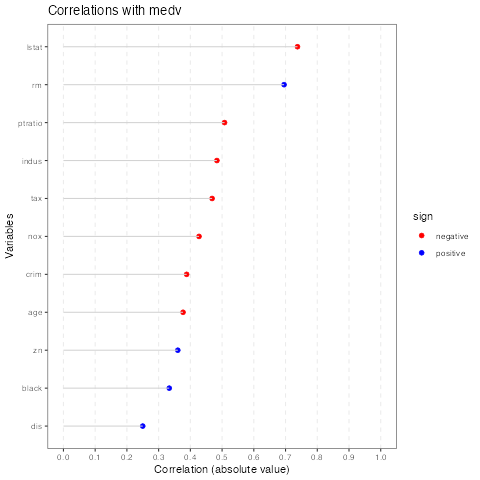 Correlations with medv
Variables
lstat
rm
ptratio
indus
tax
nox
crim
age
zn
black
dis
0.0 0.1 0.2 0.3 0.4 0.5 0.6 0.7 0.8 0.9 1.0
Correlation (absolute value)
sign
negative
positive